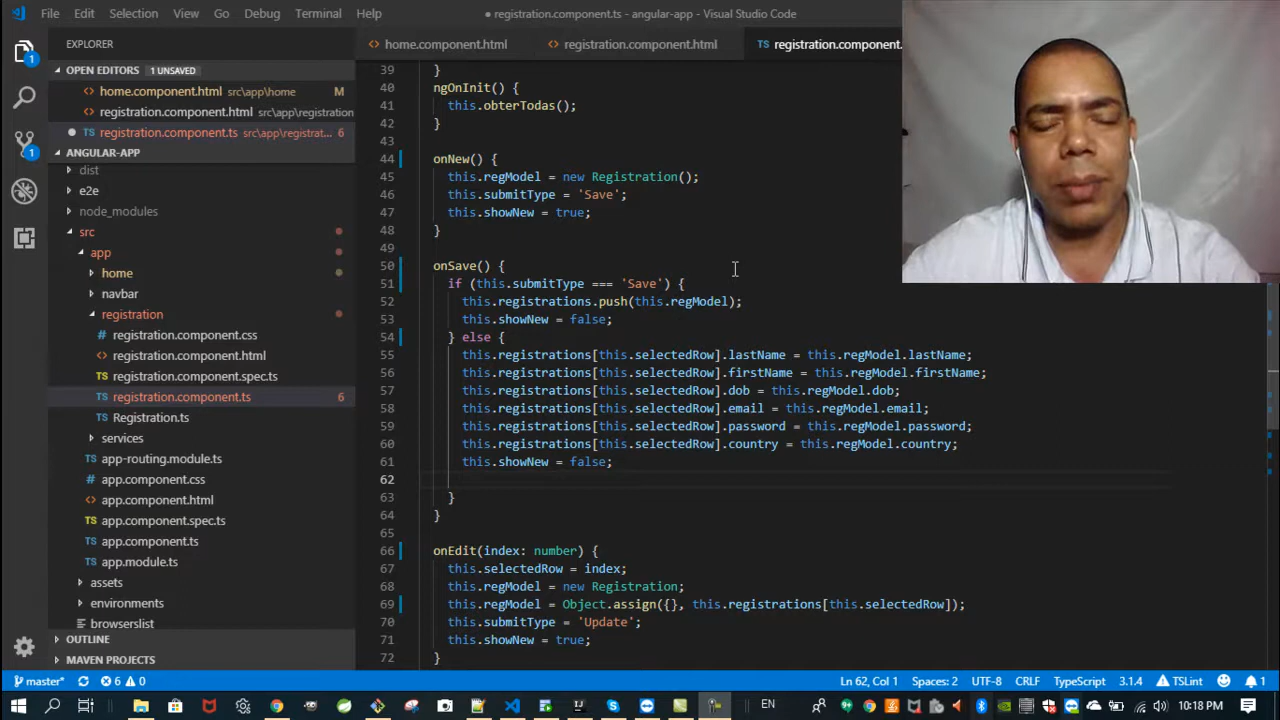 File Edit Selection View Go Debug Terminal Help
● registration.component.ts - angular-app - Visual Studio Code
EXPLORER
OPEN EDITORS 1 UNSAVED
home.component.html src\app\home M
registration.component.html src\app\registration
● TS registration.component.ts src\app\registrat... 6
ANGULAR-APP
dist
e2e
node_modules
src
app
home
navbar
registration
# registration.component.css
<> registration.component.html
TS registration.component.spec.ts
TS registration.component.ts 6
TS Registration.ts
services
TS app-routing.module.ts
# app.component.css
<> app.component.html
TS app.component.spec.ts
TS app.component.ts
TS app.module.ts
assets
environments
browserslist
OUTLINE
MAVEN PROJECTS
<> home.component.html <> registration.component.html TS registration.component.
39 }
40 ngOnInit() {
41 this.obterTodas();
42 }
43
44 onNew() {
45 this.regModel = new Registration();
46 this.submitType = 'Save';
47 this.showNew = true;
48 }
49
50 onSave() {
51 if (this.submitType === 'Save') {
52 this.registrations.push(this.regModel);
53 this.showNew = false;
54 } else {
55 this.registrations[this.selectedRow].lastName = this.regModel.lastName;
56 this.registrations[this.selectedRow].firstName = this.regModel.firstName;
57 this.registrations[this.selectedRow].dob = this.regModel.dob;
58 this.registrations[this.selectedRow].email = this.regModel.email;
59 this.registrations[this.selectedRow].password = this.regModel.password;
60 this.registrations[this.selectedRow].country = this.regModel.country;
61 this.showNew = false;
62
63 }
64 }
65
66 onEdit(index: number) {
67 this.selectedRow = index;
68 this.regModel = new Registration;
69 this.regModel = Object.assign({}, this.registrations[this.selectedRow]);
70 this.submitType = 'Update';
71 this.showNew = true;
72 }
master* 6 0 Ln 62, Col 1 Spaces: 2 UTF-8 CRLF TypeScript 3.1.4 TSLint 1
EN 10:18 PM